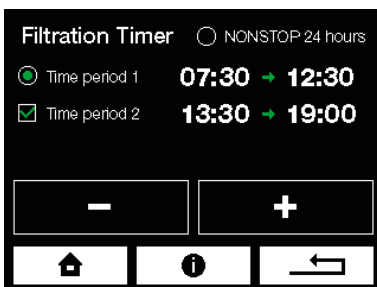 Filtration Timer NONSTOP 24 hours
Time period 1 07:30 → 12:30
Time period 2 13:30 → 19:00
− +